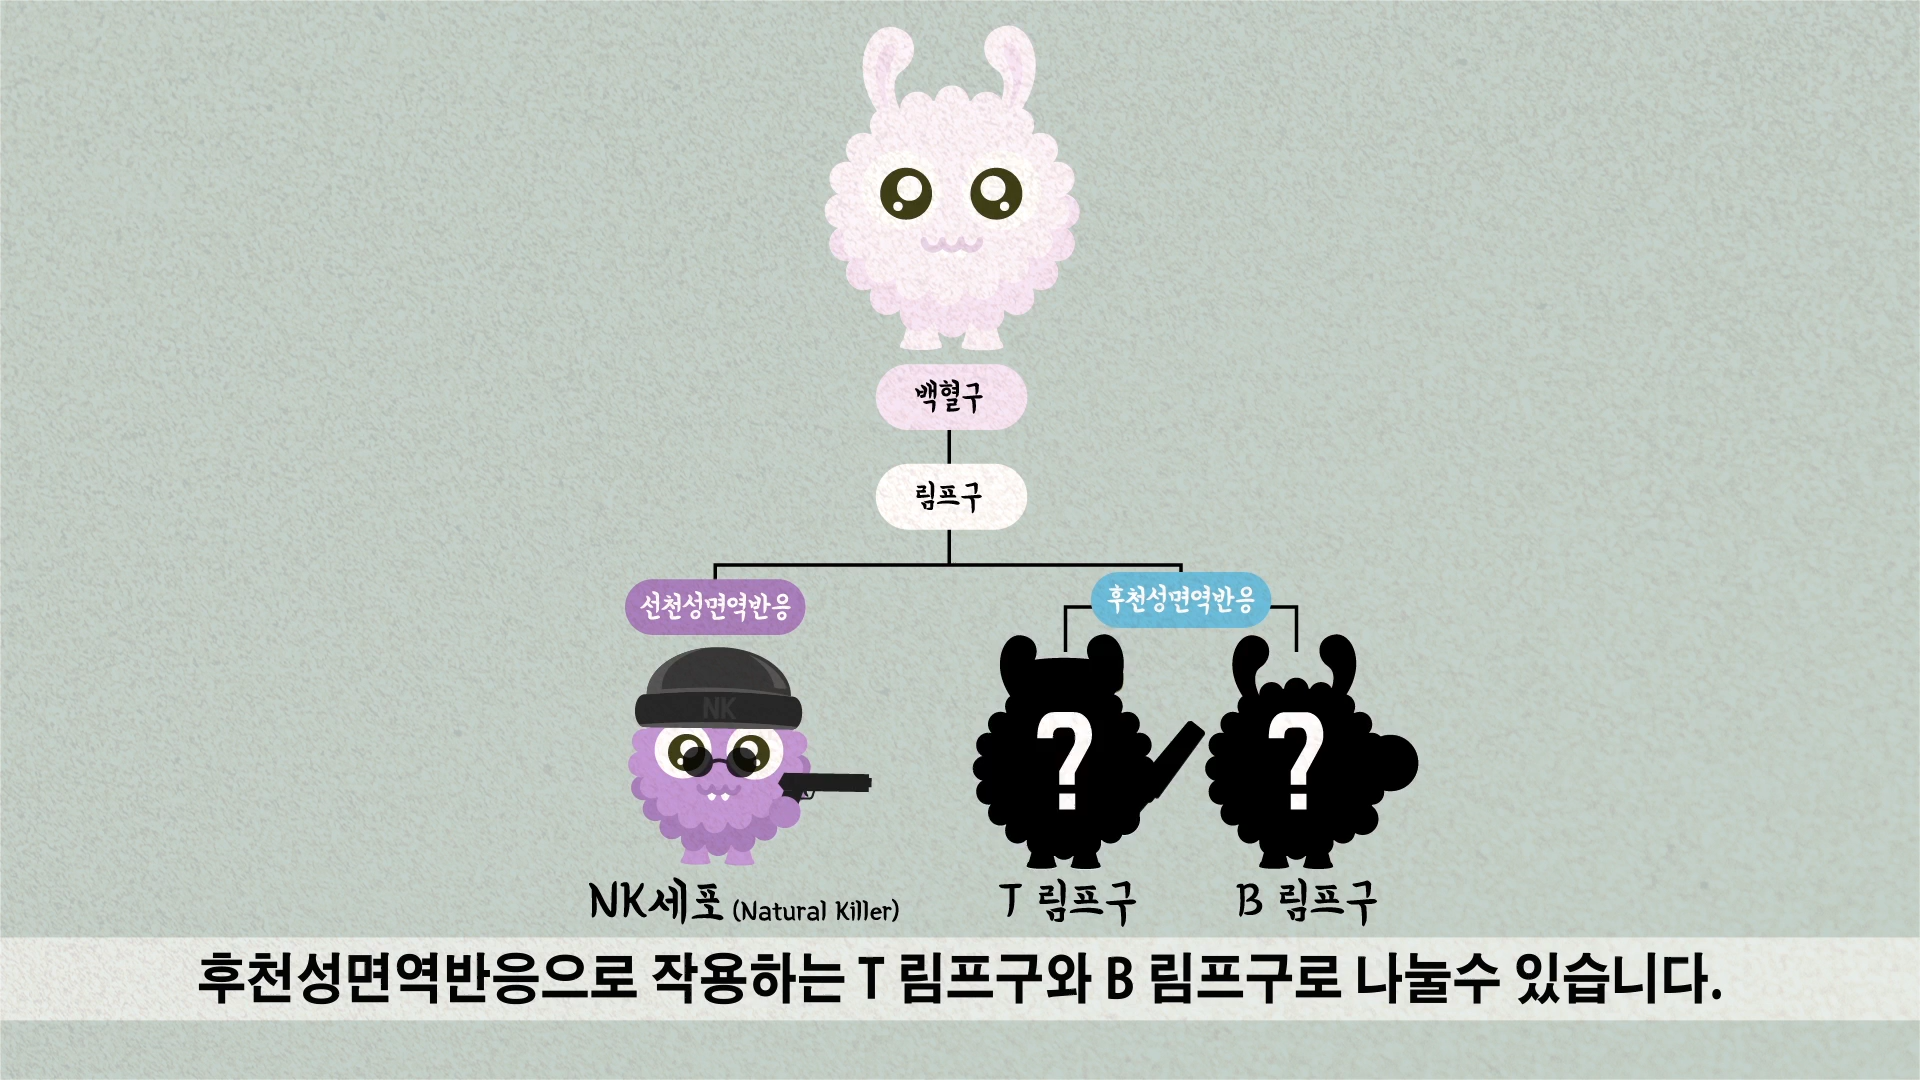 백혈구
림프구
선천성면역반응
후천성면역반응
NK
?
?
NK세포 (Natural Killer)
T 림프구
B 림프구
후천성면역반응으로 작용하는 T 림프구와 B 림프구로 나눌수 있습니다.